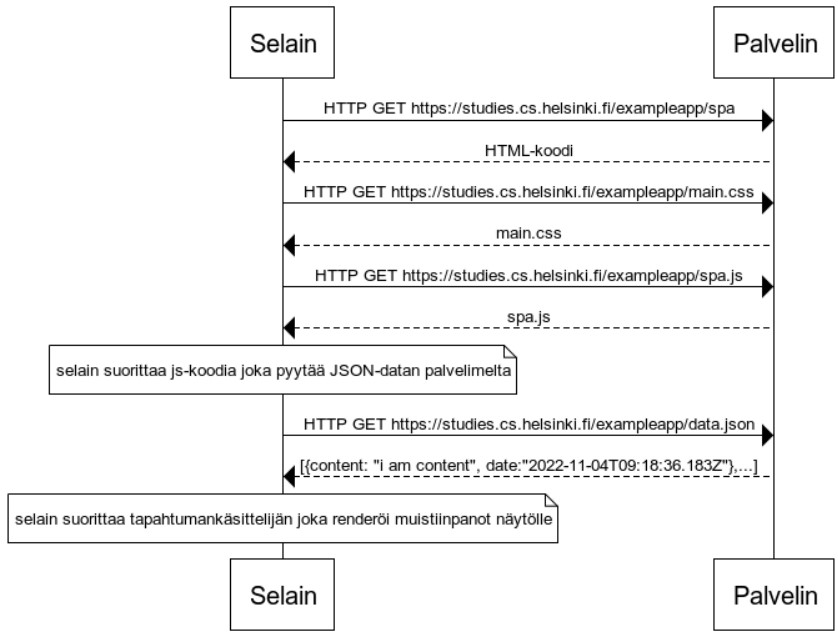 Selain Palvelin
HTTP GET https://studies.cs.helsinki.fi/exampleapp/spa
HTML-koodi
HTTP GET https://studies.cs.helsinki.fi/exampleapp/main.css
main.css
HTTP GET https://studies.cs.helsinki.fi/exampleapp/spa.js
spa.js
selain suorittaa js-koodia joka pyytää JSON-datan palvelimelta
HTTP GET https://studies.cs.helsinki.fi/exampleapp/data.json
[{content: "i am content", date:"2022-11-04T09:18:36.183Z"},...]
selain suorittaa tapahtumankäsittelijän joka renderöi muistiinpanot näytölle
Selain Palvelin